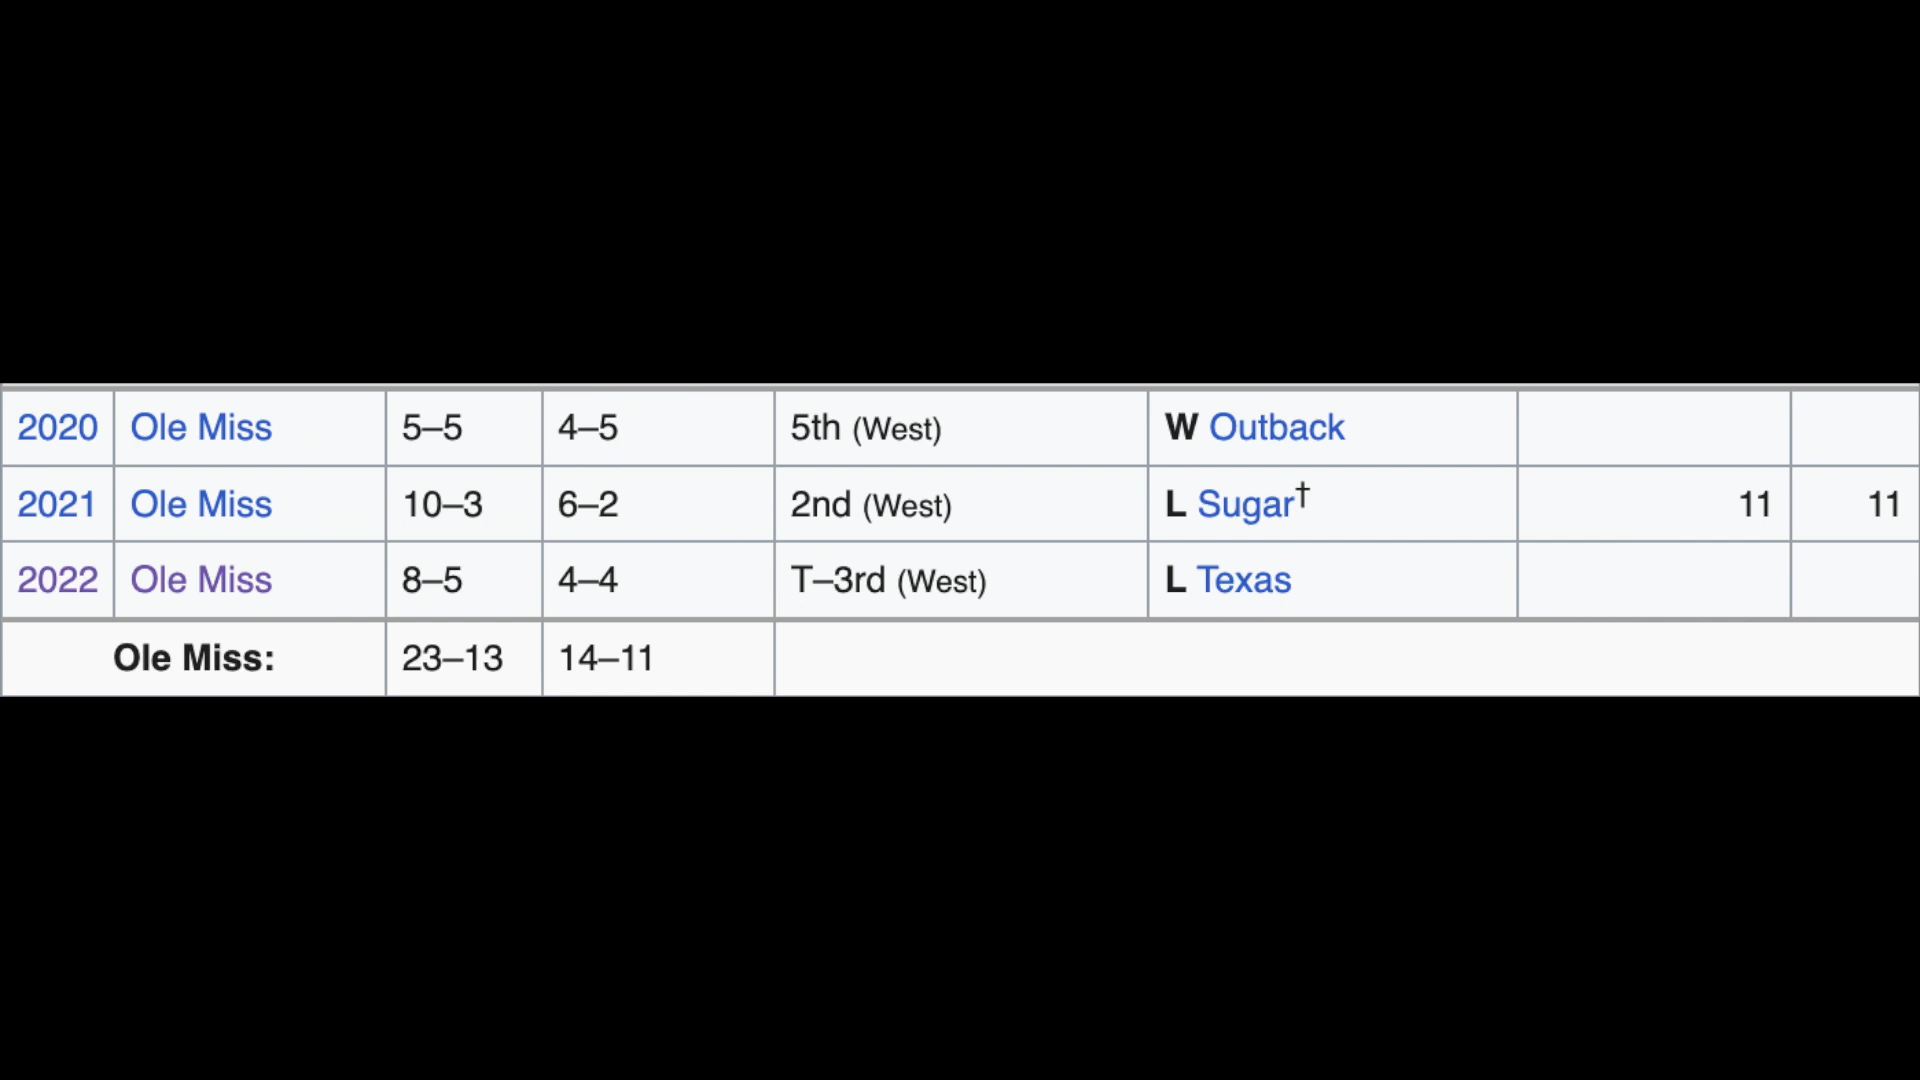 2020 Ole Miss 5–5 4–5 5th (West) W Outback
2021 Ole Miss 10–3 6–2 2nd (West) L Sugar† 11 11
2022 Ole Miss 8–5 4–4 T–3rd (West) L Texas
Ole Miss: 23–13 14–11